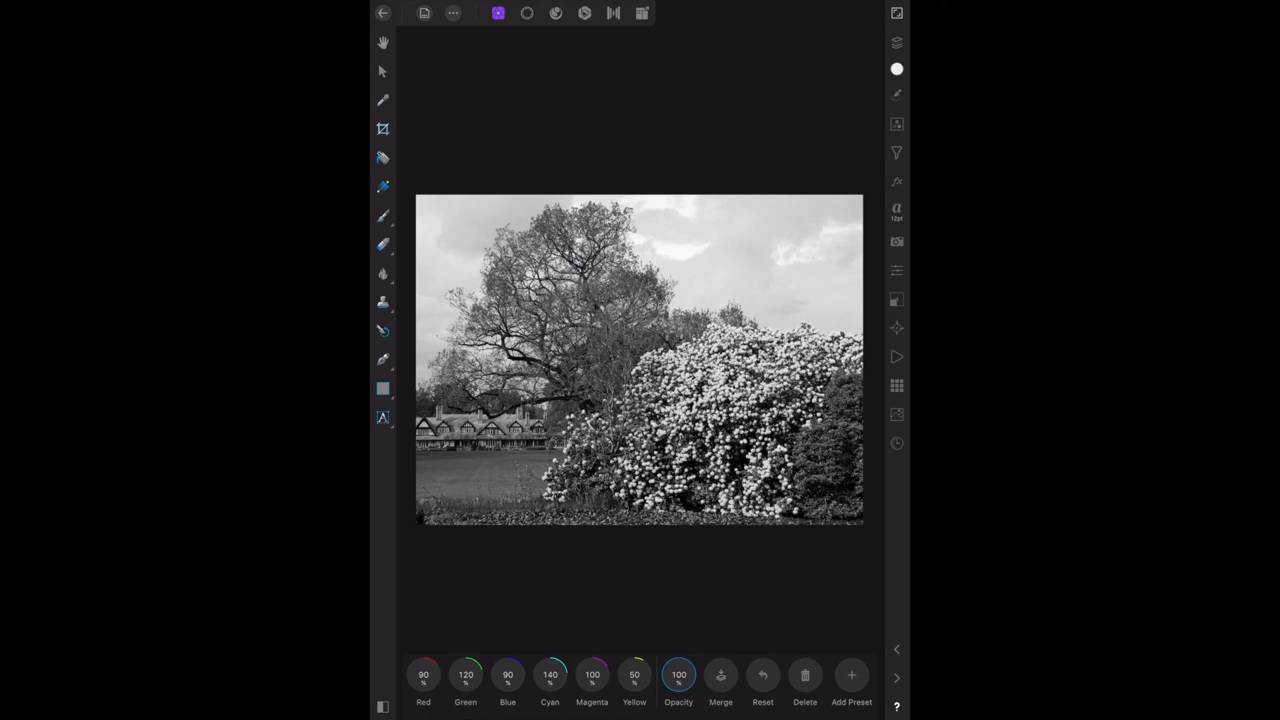 A
a
12pt
90 120 90 140 100 50 100
% % % % % % %
Red Green Blue Cyan Magenta Yellow Opacity Merge Reset Delete Add Preset
?